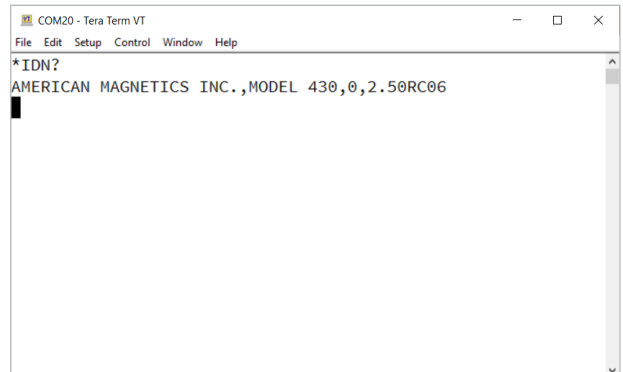 COM20 - Tera Term VT
File Edit Setup Control Window Help
*IDN?
AMERICAN MAGNETICS INC.,MODEL 430,0,2.50RC06